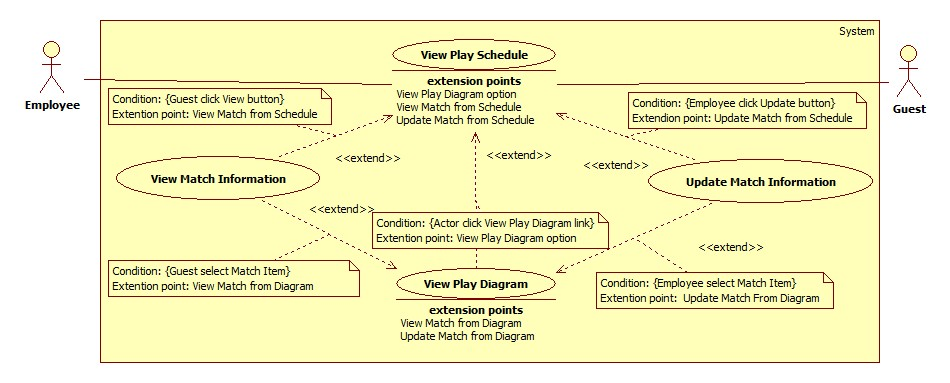 System
View Play Schedule
extension points
View Play Diagram option
View Match from Schedule
Update Match from Schedule
Employee
Guest
Condition: {Guest click View button}
Extention point: View Match from Schedule
Condition: {Employee click Update button}
Extendion point: Update Match from Schedule
<<extend>>
<<extend>>
<<extend>>
View Match Information
Update Match Information
<<extend>>
Condition: {Actor click View Play Diagram link}
Extention point: View Play Diagram option
<<extend>>
Condition: {Guest select Match Item}
Extention point: View Match from Diagram
Condition: {Employee select Match Item}
Extention point:  Update Match From Diagram
View Play Diagram
extension points
View Match from Diagram
Update Match from Diagram